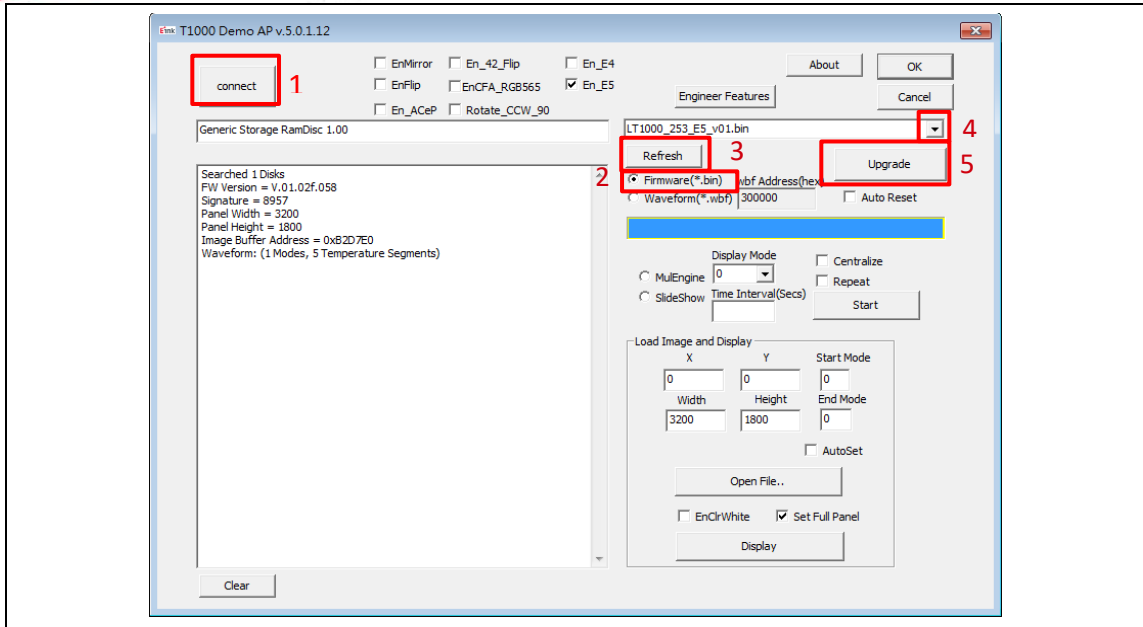 Eink T1000 Demo AP v.5.0.1.12
connect
1
EnMirror
En_42_Flip
En_E4
EnFlip
EnCFA_RGB565
En_E5
En_ACeP
Rotate_CCW_90
About
OK
Engineer Features
Cancel
Generic Storage RamDisc 1.00
LT1000_253_E5_v01.bin
4
Refresh
3
Upgrade
5
2
Firmware(*.bin)
wbf Address(hex)
Waveform(*.wbf)
300000
Auto Reset
Searched 1 Disks
FW Version = V.01.02f.058
Signature = 8957
Panel Width = 3200
Panel Height = 1800
Image Buffer Address = 0xB2D7E0
Waveform: (1 Modes, 5 Temperature Segments)
Display Mode
Centralize
MulEngine
0
Repeat
SlideShow
Time Interval(Secs)
Start
Load Image and Display
X
Y
Start Mode
0
0
0
Width
Height
End Mode
3200
1800
0
AutoSet
Open File..
EnClrWhite
Set Full Panel
Display
Clear